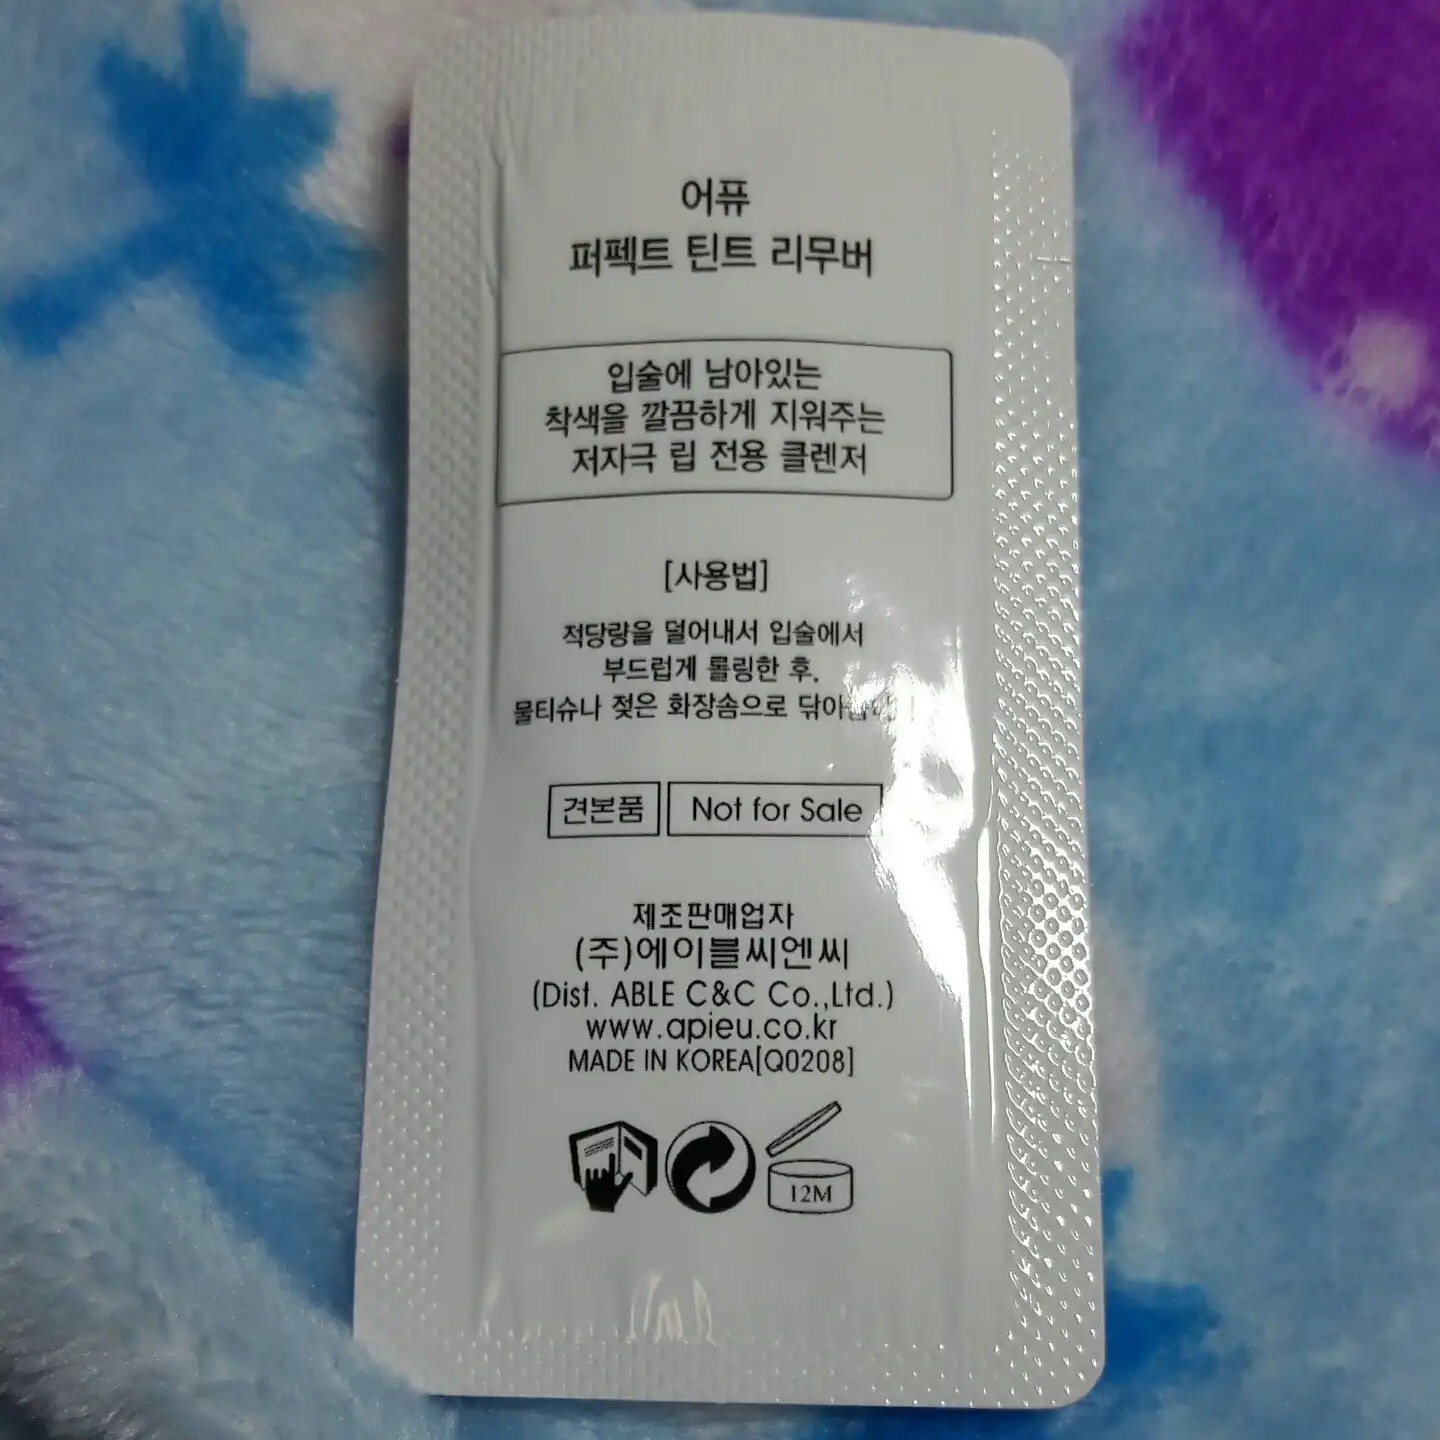 어퓨
퍼펙트 틴트 리무버
입술에 남아있는
착색을 깔끔하게 지워주는
저자극 립 전용 클렌저
[사용법]
적당량을 덜어내서 입술에서
부드럽게 롤링한 후,
물티슈나 젖은 화장솜으로
견본품
Not for Sale
제조판매업자
(주)에이블씨엔씨
(Dist. ABLE C&C Co.,Ltd.)
www.apieu.co.kr
MADE IN KOREA[Q0208]
12M